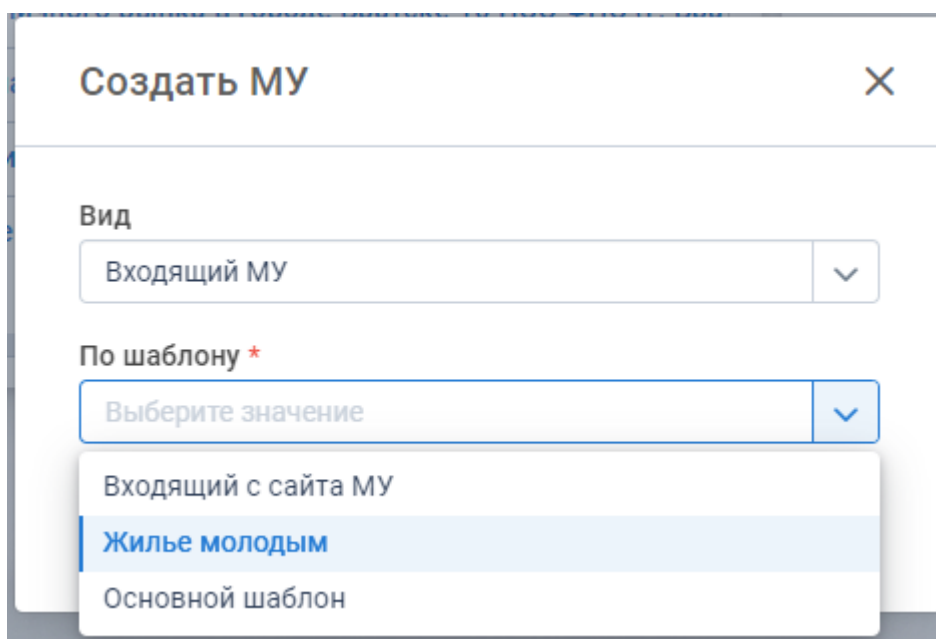 Создать МУ
Вид
Входящий МУ
По шаблону *
Выберите значение
Входящий с сайта МУ
Жилье молодым
Основной шаблон